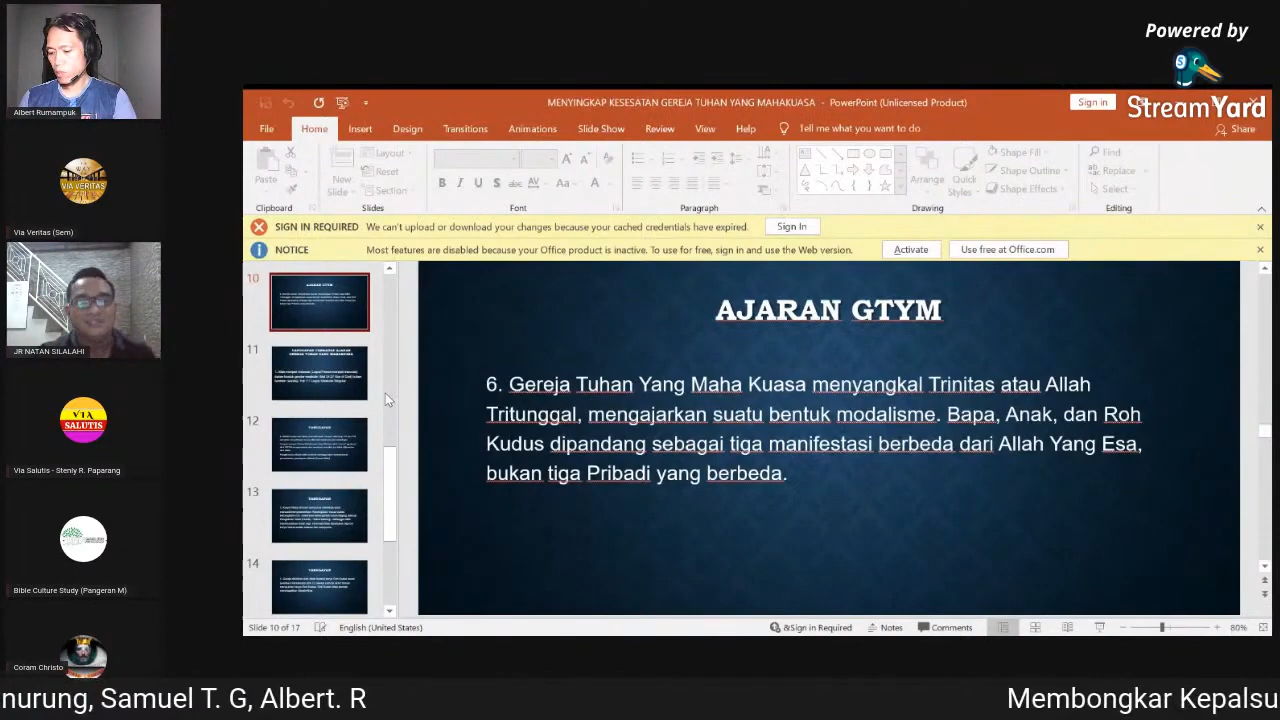 Powered by
StreamYard
Albert Rumampuk
VIA VERITAS
Via Veritas (Sem)
JR NATAN SILALAHI
VIA
SALUTIS
Via Salutis - Stenly R. Paparang
Bible Culture Study (Pangeran M)
Coram Christo
MENYINGKAP KESESATAN GEREJA TUHAN YANG MAHAKUASA - PowerPoint (Unlicensed Product)
Sign in
File Home Insert Design Transitions Animations Slide Show Review View Help Tell me what you want to do
Share
Paste
New
Slide
Layout
Reset
Section
Arrange
Quick
Styles
Shape Fill
Shape Outline
Shape Effects
Find
Replace
Select
Clipboard Slides Font Paragraph Drawing Editing
SIGN IN REQUIRED We can't upload or download your changes because your cached credentials have expired. Sign In
NOTICE Most features are disabled because your Office product is inactive. To use for free, sign in and use the Web version. Activate Use free at Office.com
10
11
12
13
14
AJARAN GTYM
6. Gereja Tuhan Yang Maha Kuasa menyangkal Trinitas atau Allah
Tritunggal, mengajarkan suatu bentuk modalisme. Bapa, Anak, dan Roh
Kudus dianggap sebagai tiga manifestasi berbeda dari Tuhan Yang Esa,
bukan tiga Pribadi yang berbeda.
Slide 10 of 17 English (United States) Sign in Required Notes Comments 80%
nurung, Samuel T. G, Albert. R
Membongkar Kepalsu